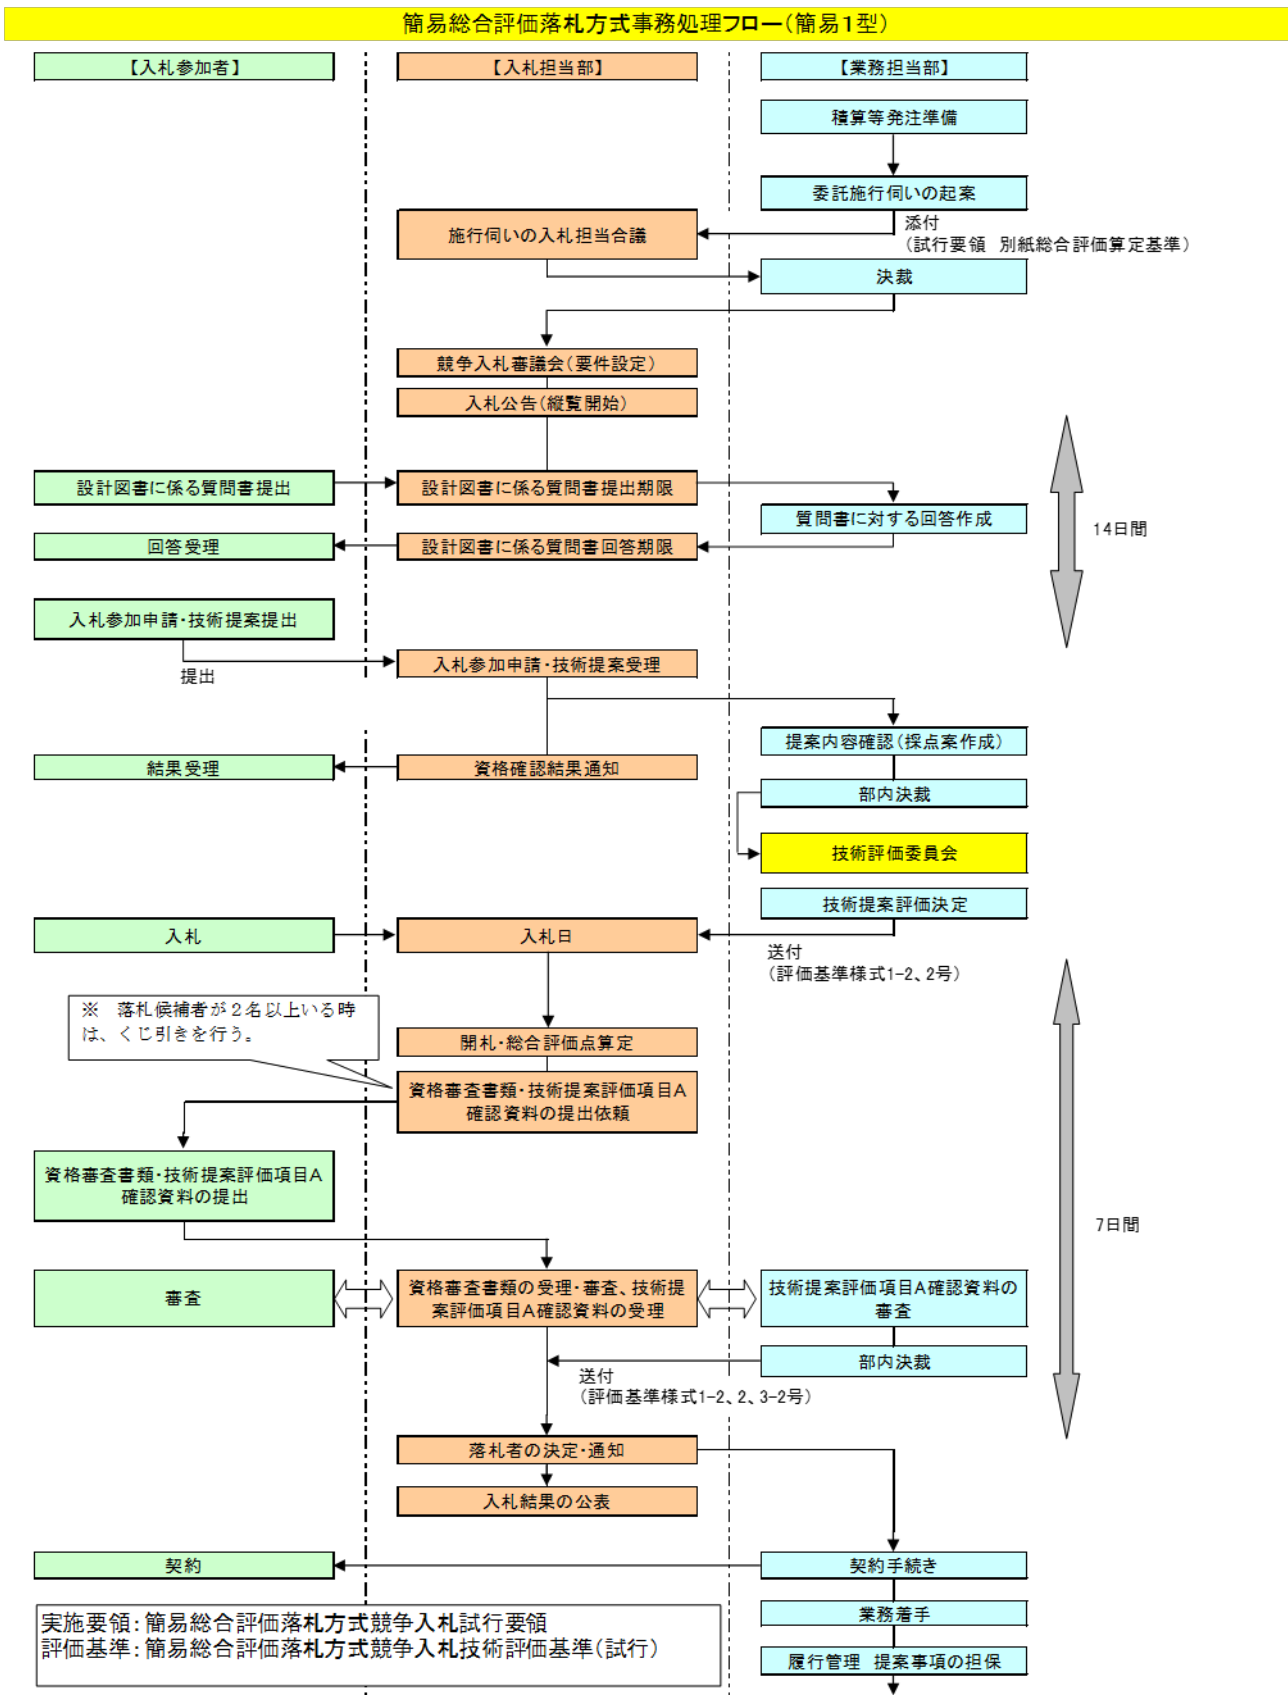 簡易総合評価落札方式事務処理フロー(簡易1型)
【入札参加者】
【入札担当部】
【業務担当部】
積算等発注準備
委託施行伺いの起案
添付
(試行要領 別紙総合評価算定基準)
施行伺いの入札担当合議
決裁
競争入札審議会(要件設定)
入札公告(縦覧開始)
設計図書に係る質問書提出
設計図書に係る質問書提出期限
質問書に対する回答作成
14日間
回答受理
設計図書に係る質問書回答期限
入札参加申請・技術提案提出
提出
入札参加申請・技術提案受理
提案内容確認(採点案作成)
結果受理
資格確認結果通知
部内決裁
技術評価委員会
技術提案評価決定
入札
入札日
送付
(評価基準様式1-2、2号)
※ 落札候補者が2名以上いる時
は、くじ引きを行う。
開札・総合評価点算定
資格審査書類・技術提案評価項目A
確認資料の提出依頼
資格審査書類・技術提案評価項目A
確認資料の提出
7日間
審査
資格審査書類の受理・審査、技術提
案評価項目A確認資料の受理
技術提案評価項目A確認資料の
審査
部内決裁
送付
(評価基準様式1-2、2、3-2号)
落札者の決定・通知
入札結果の公表
契約
契約手続き
業務着手
履行管理 提案事項の担保
実施要領:簡易総合評価落札方式競争入札試行要領
評価基準:簡易総合評価落札方式競争入札技術評価基準(試行)